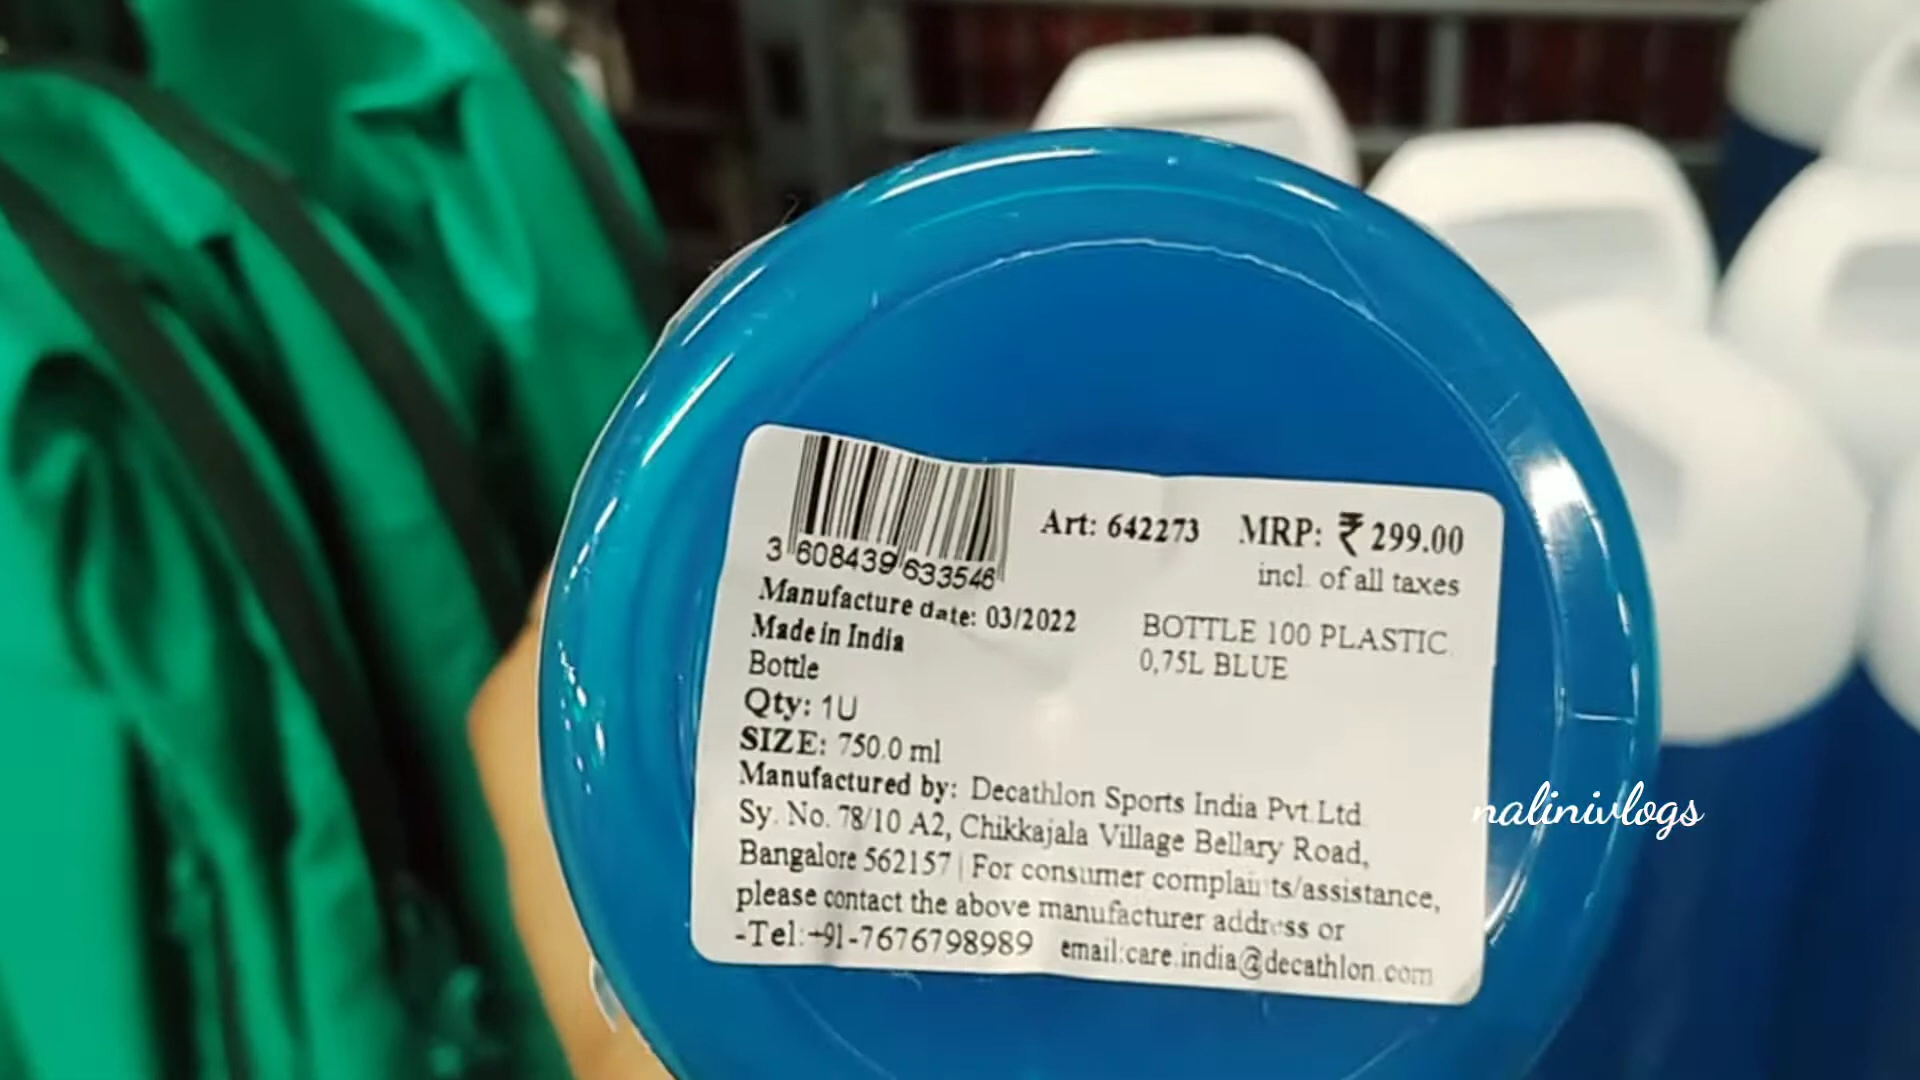 3 608439 633546
Art: 642273 MRP: ₹ 299.00
incl. of all taxes
Manufacture date: 03/2022
Made in India
Bottle
BOTTLE 100 PLASTIC
0,75L BLUE
Qty: 1U
SIZE: 750.0 ml
Manufactured by: Decathlon Sports India Pvt.Ltd
Sy. No. 78/10 A2, Chikkajala Village Bellary Road,
Bangalore 562157 | For consumer complaints/assistance,
please contact the above manufacturer address or
-Tel:+91-7676798989 email:care.india@decathlon.com
nalinivlogs